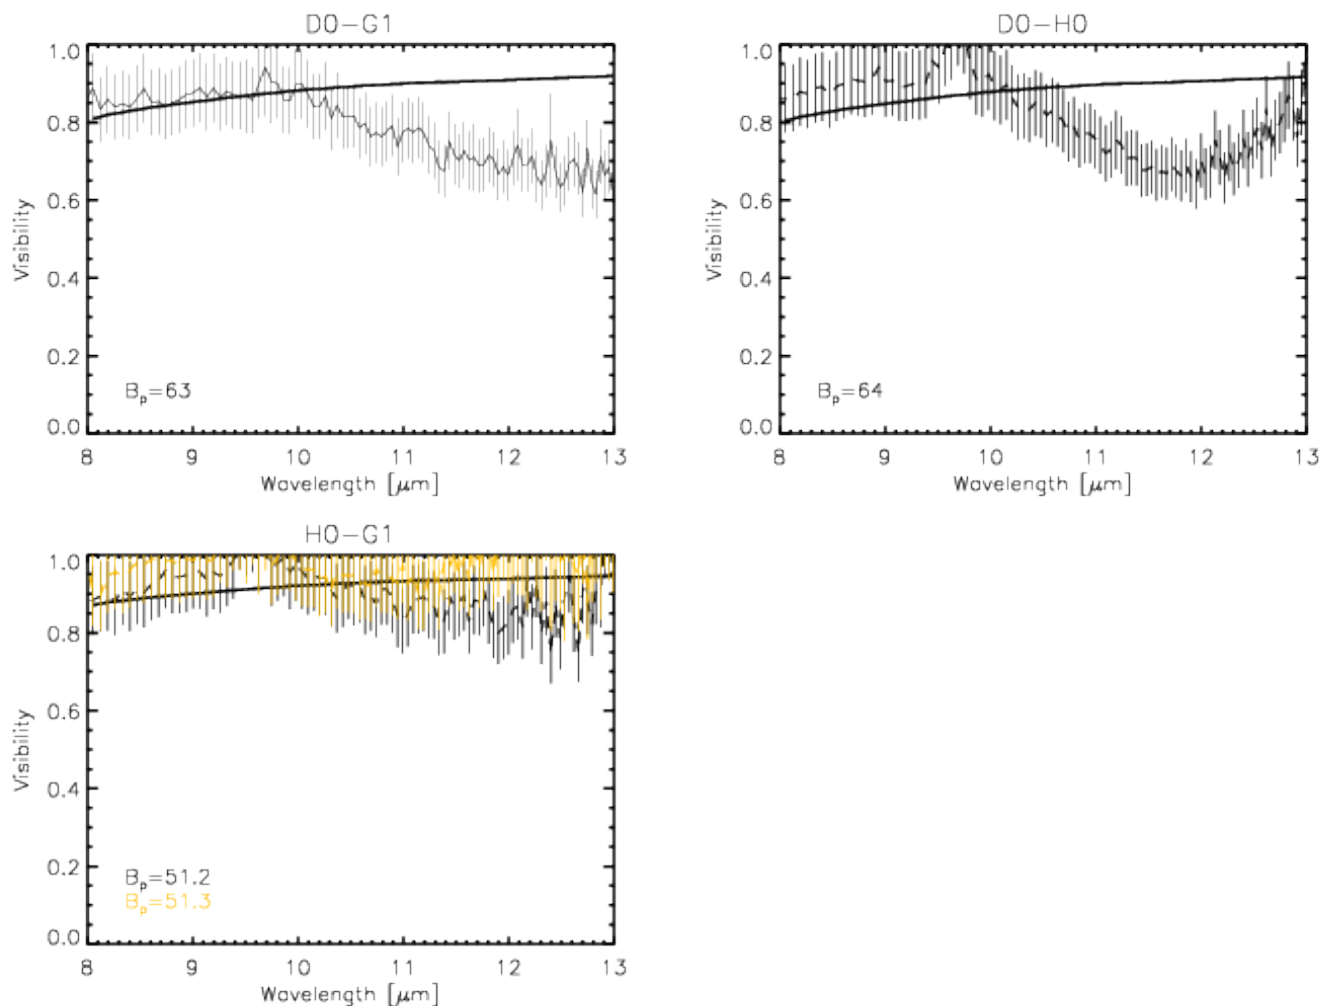 D0-G1
1.0
0.8
0.6
0.4
0.2
0.0
Visibility
B_p=63
8 9 10 11 12 13
Wavelength [μm]
D0-H0
1.0
0.8
0.6
0.4
0.2
0.0
Visibility
B_p=64
8 9 10 11 12 13
Wavelength [μm]
H0-G1
1.0
0.8
0.6
0.4
0.2
0.0
Visibility
B_p=51.2
B_p=51.3
8 9 10 11 12 13
Wavelength [μm]